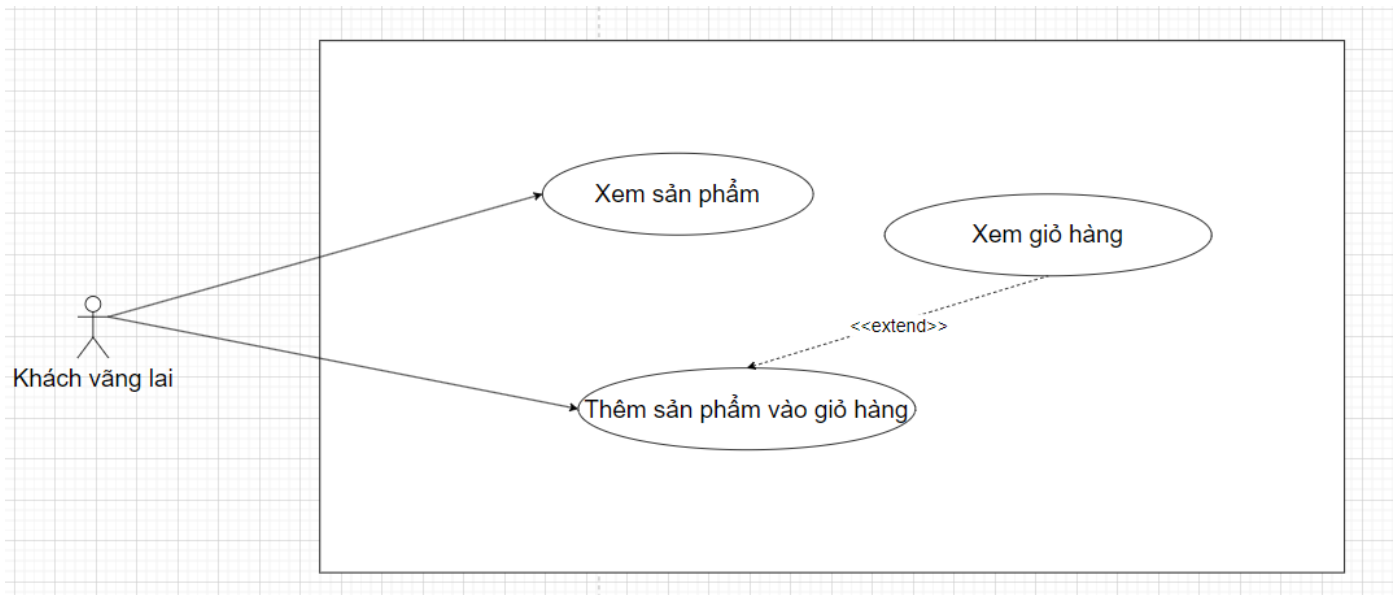 Xem sản phẩm
Xem giỏ hàng
<<extend>>
Khách vãng lai
Thêm sản phẩm vào giỏ hàng